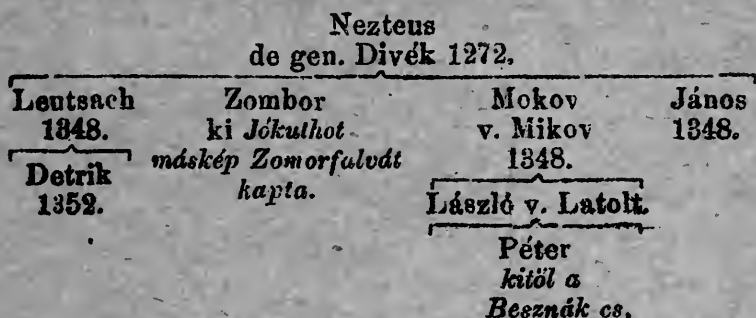 Nezteus
de gen. Divék 1272.
Leutsach Zombor Mokov János
1348. ki Jókuthot v. Mikov 1348.
Detrik máskép Zomorfalvát 1348.
1352. kapta. László v. Latolt.
Péter
kitöl a
Besznák cs.